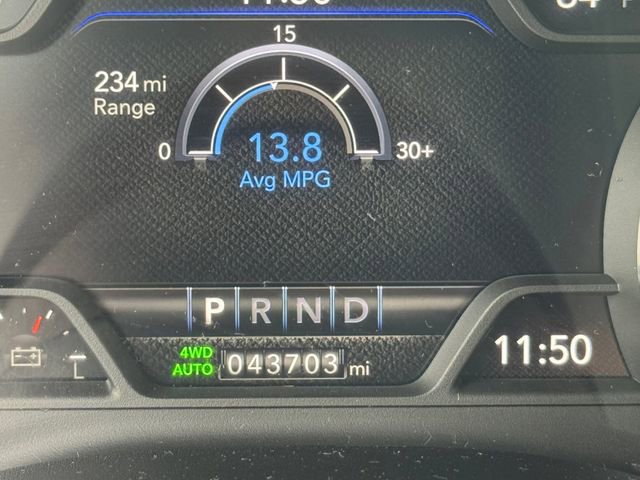 15
234 mi
Range
0
30+
13.8
Avg MPG
P R N D
4WD
AUTO
043703 mi
11:50
L